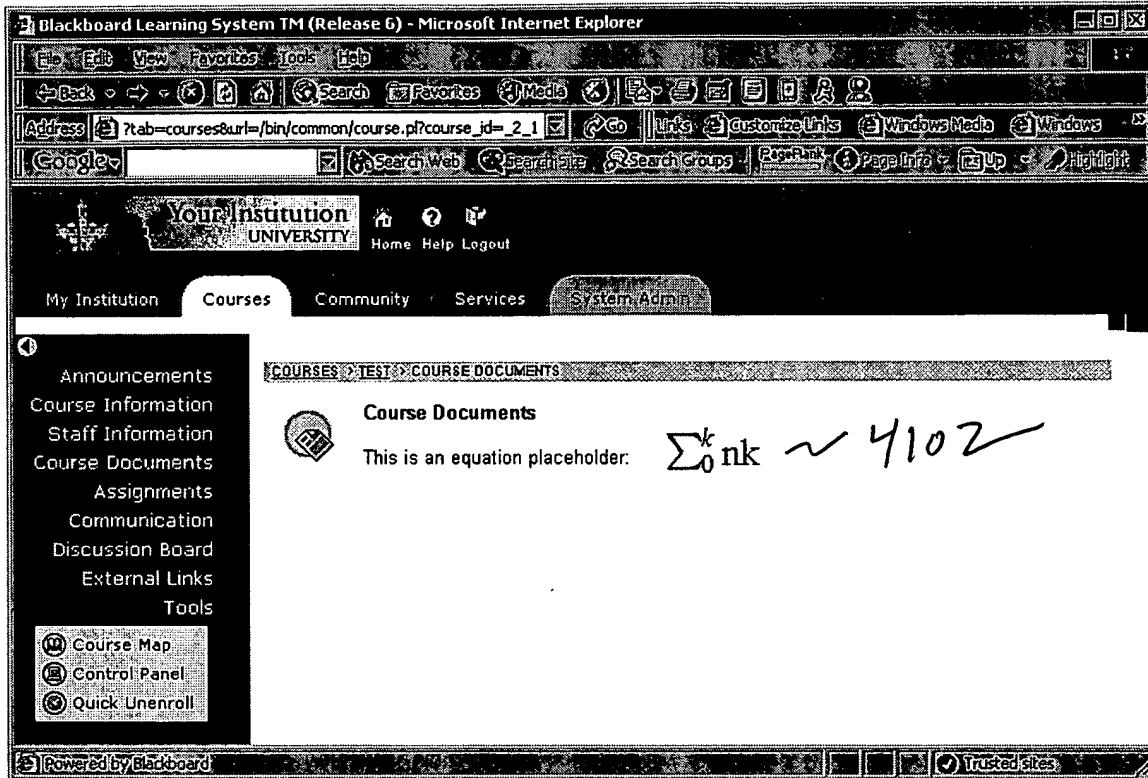 Blackboard Learning System TM (Release 6) - Microsoft Internet Explorer
File Edit View Favorites Tools Help
Back Search Favorites Media
Address ?tab=courses&url=/bin/common/course.pl?course_id=_2_1 Go Links Customize Links Windows Media Windows
Google Search Web Search Site Search Groups PageRank Page Info Up Highlight
Your Institution
UNIVERSITY
Home Help Logout
My Institution Courses Community Services System Admin
COURSES > TEST > COURSE DOCUMENTS
Announcements
Course Information
Staff Information
Course Documents
Assignments
Communication
Discussion Board
External Links
Tools
Course Map
Control Panel
Quick Unenroll
Course Documents
This is an equation placeholder: ∑₀ᵏ nk ~ 4102
Powered by Blackboard Trusted sites